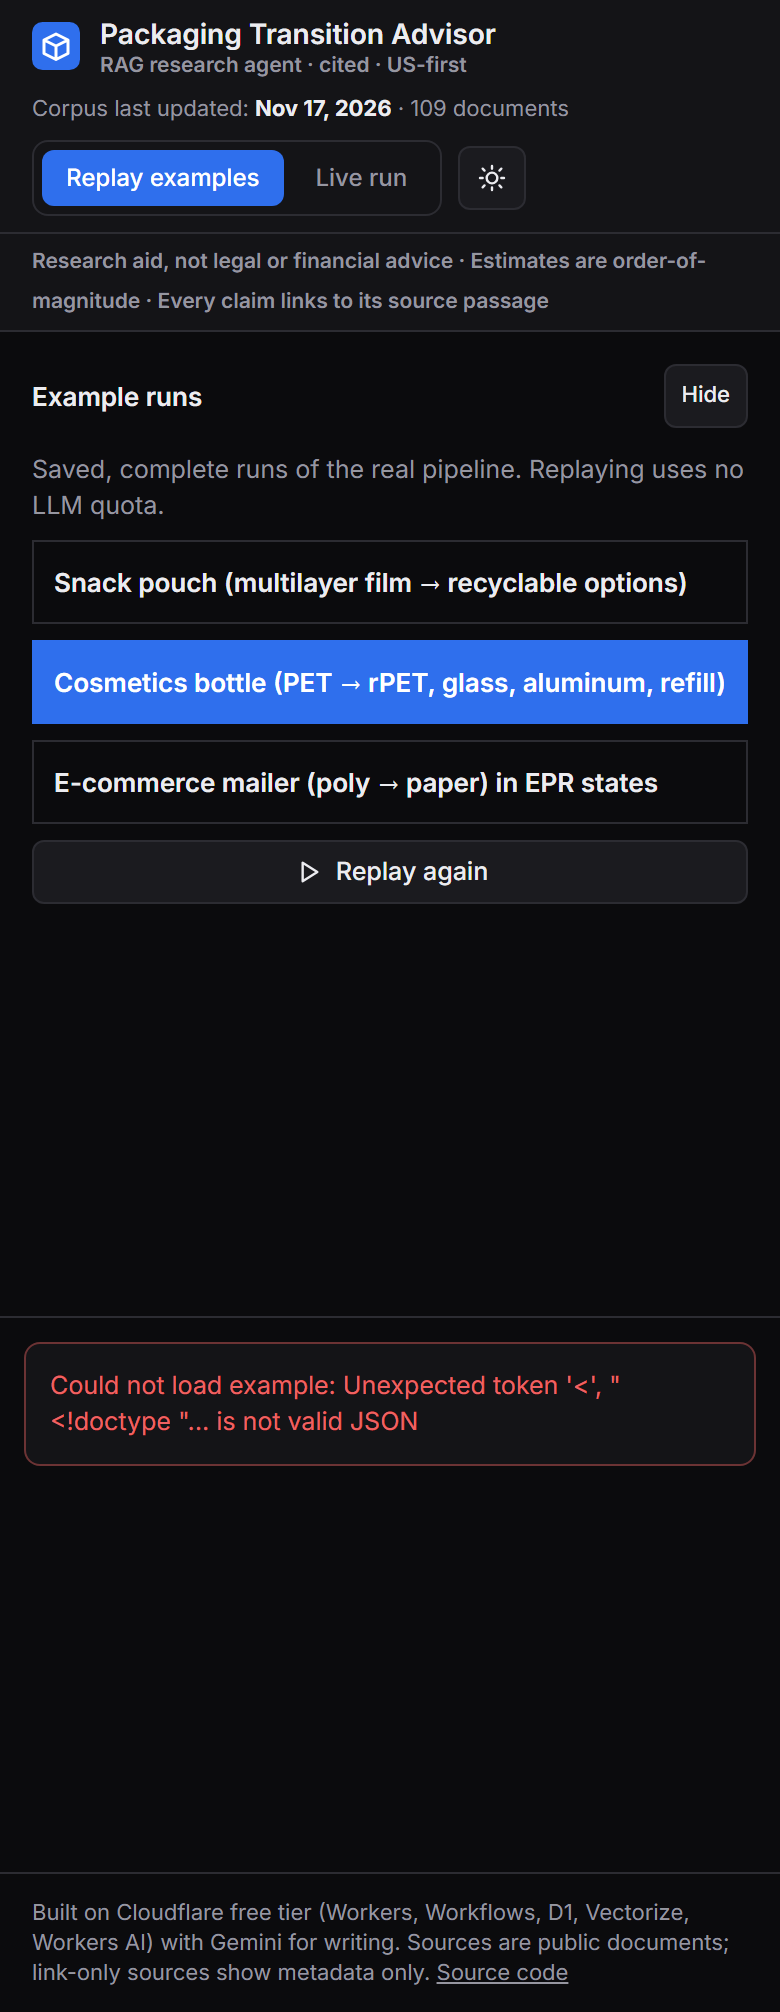 Packaging Transition Advisor
RAG research agent · cited · US-first
Corpus last updated: Nov 17, 2026 · 109 documents
Replay examples
Live run
Research aid, not legal or financial advice · Estimates are order-of-
magnitude · Every claim links to its source passage
Example runs
Hide
Saved, complete runs of the real pipeline. Replaying uses no
LLM quota.
Snack pouch (multilayer film → recyclable options)
Cosmetics bottle (PET → rPET, glass, aluminum, refill)
E-commerce mailer (poly → paper) in EPR states
Replay again
Could not load example: Unexpected token '<', "
<!doctype "... is not valid JSON
Built on Cloudflare free tier (Workers, Workflows, D1, Vectorize,
Workers AI) with Gemini for writing. Sources are public documents;
link-only sources show metadata only. Source code